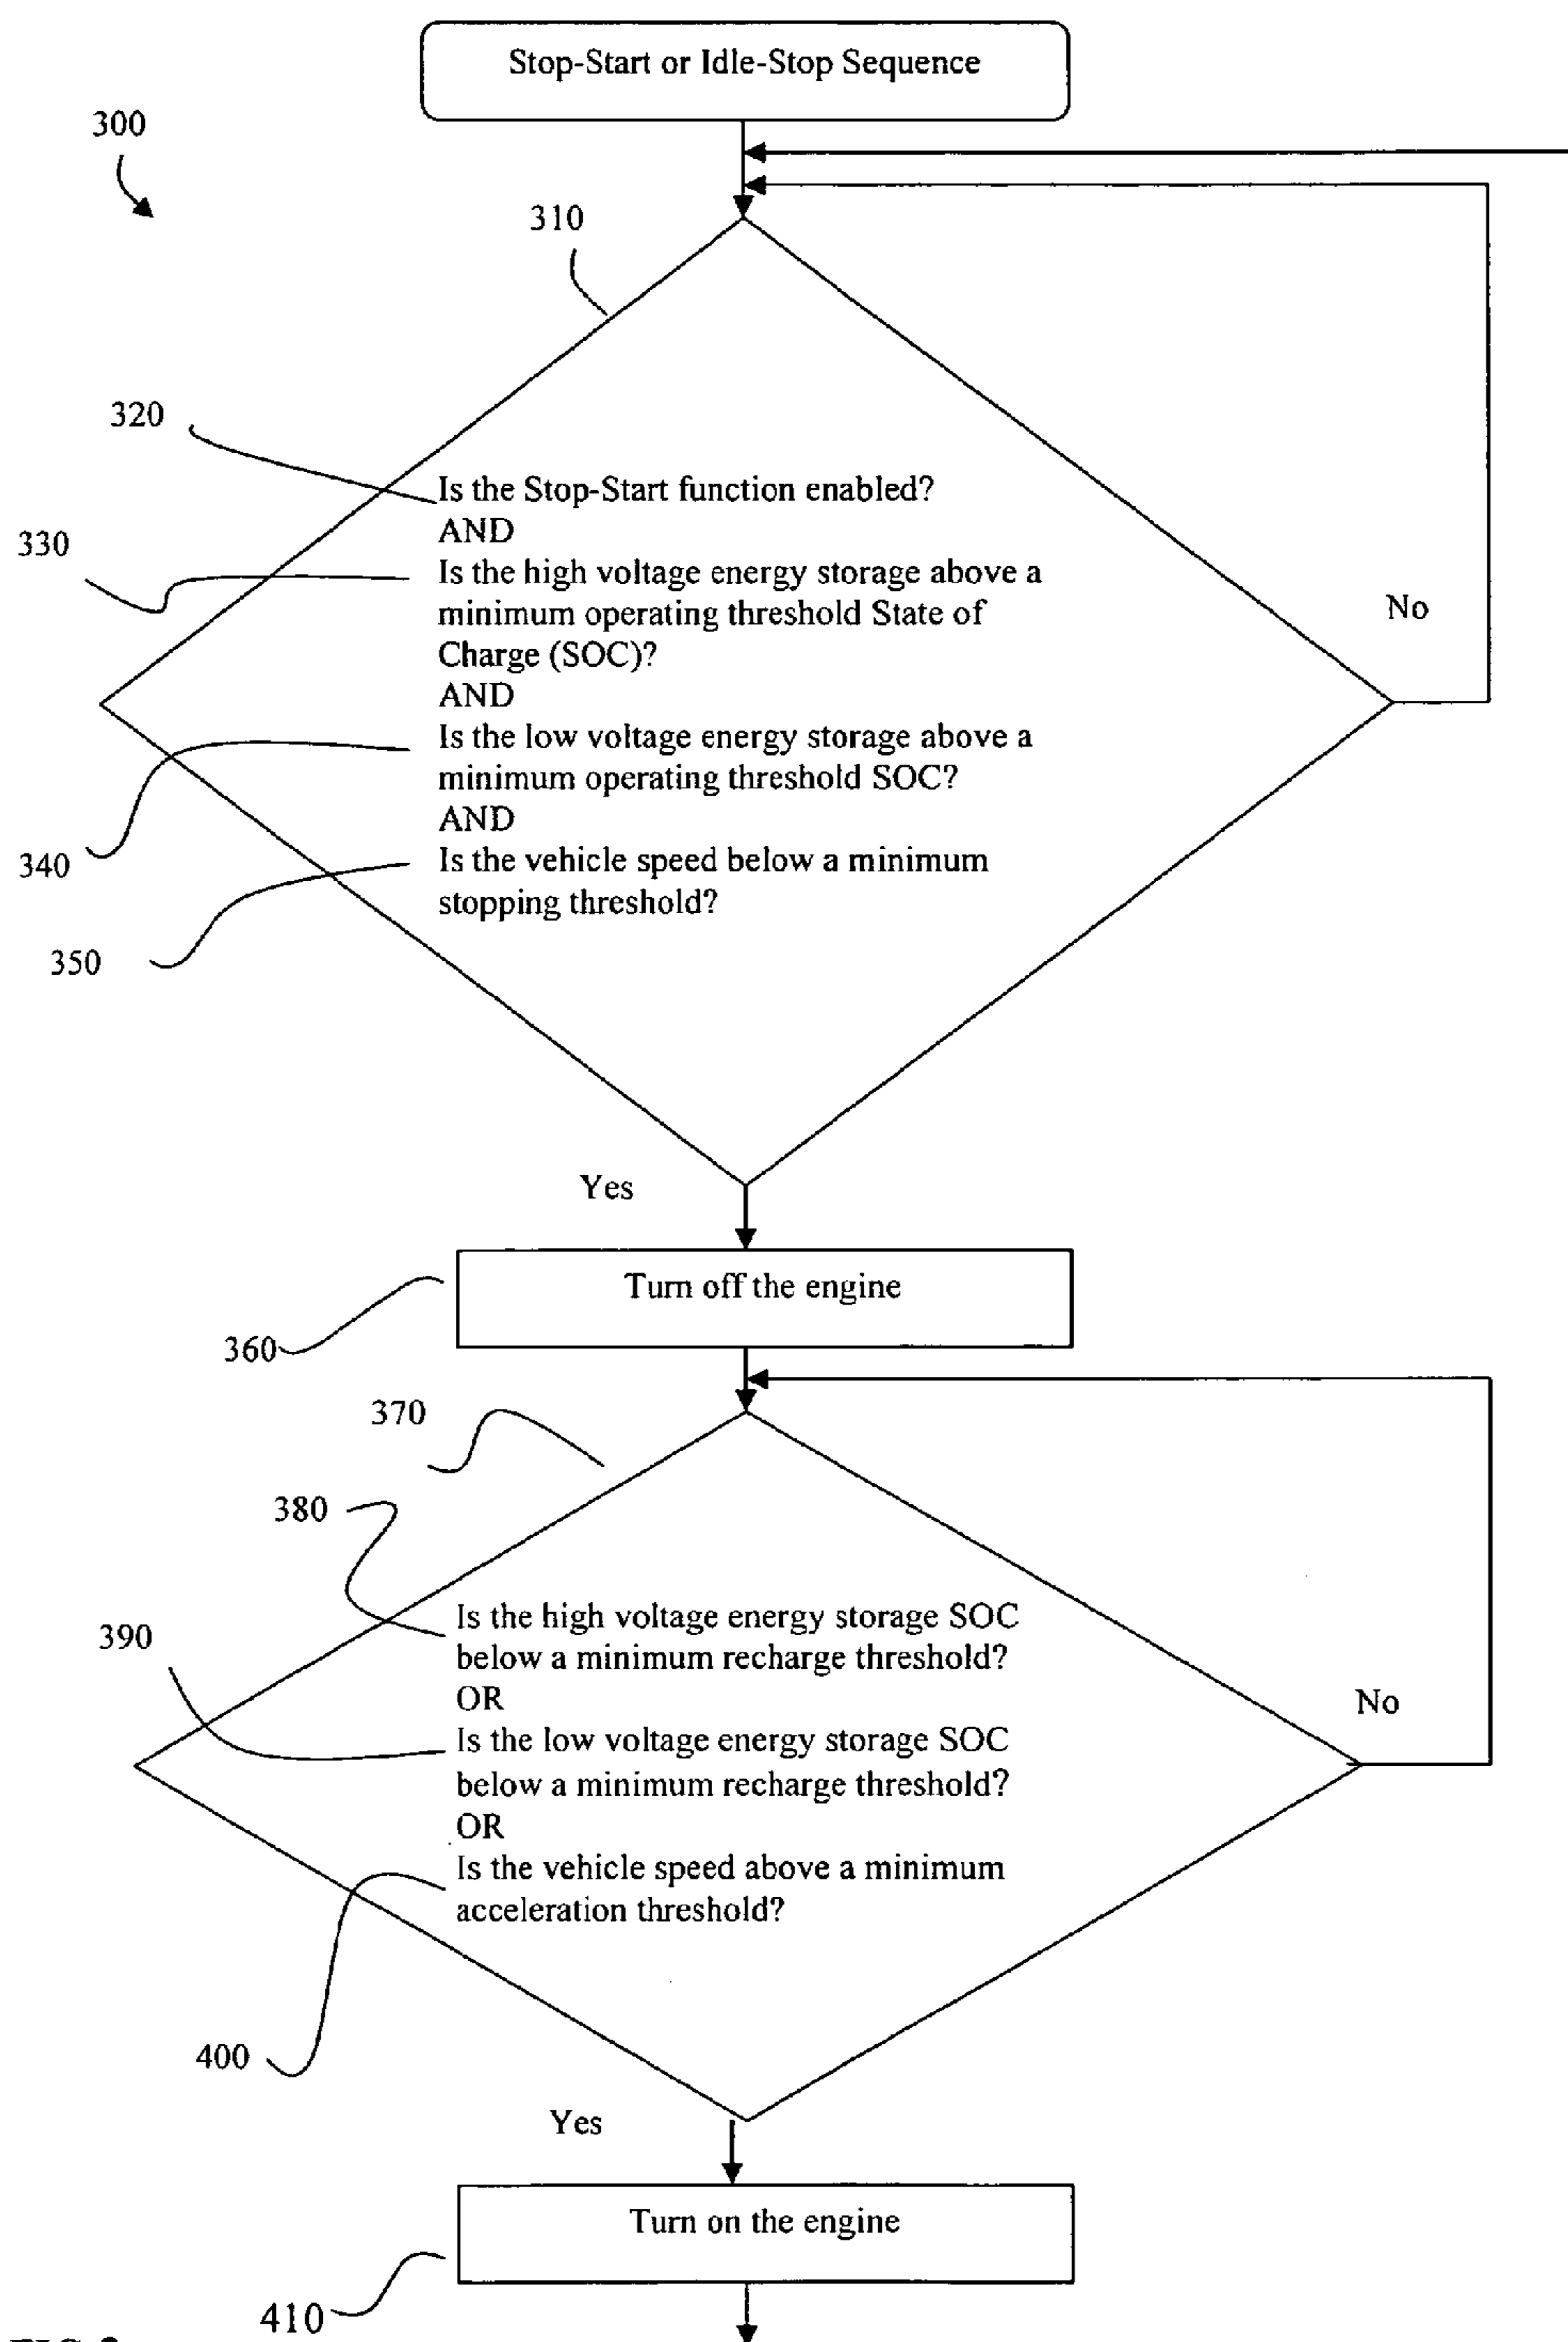 Stop-Start or Idle-Stop Sequence
300
310
320
Is the Stop-Start function enabled?
AND
330
Is the high voltage energy storage above a
minimum operating threshold State of
Charge (SOC)?
No
AND
Is the low voltage energy storage above a
minimum operating threshold SOC?
AND
340
Is the vehicle speed below a minimum
stopping threshold?
350
Yes
Turn off the engine
360
370
380
Is the high voltage energy storage SOC
390
below a minimum recharge threshold?
OR
No
Is the low voltage energy storage SOC
below a minimum recharge threshold?
OR
Is the vehicle speed above a minimum
acceleration threshold?
400
Yes
Turn on the engine
410